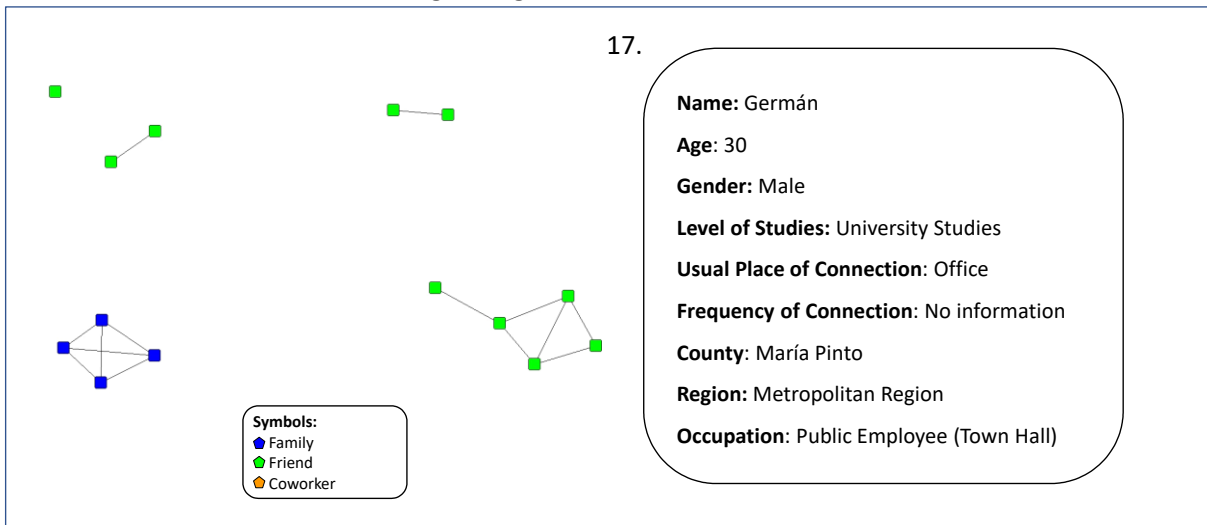 17.
Name: Germán
Age: 30
Gender: Male
Level of Studies: University Studies
Usual Place of Connection: Office
Frequency of Connection: No information
County: María Pinto
Region: Metropolitan Region
Occupation: Public Employee (Town Hall)
Symbols:
Family
Friend
Coworker